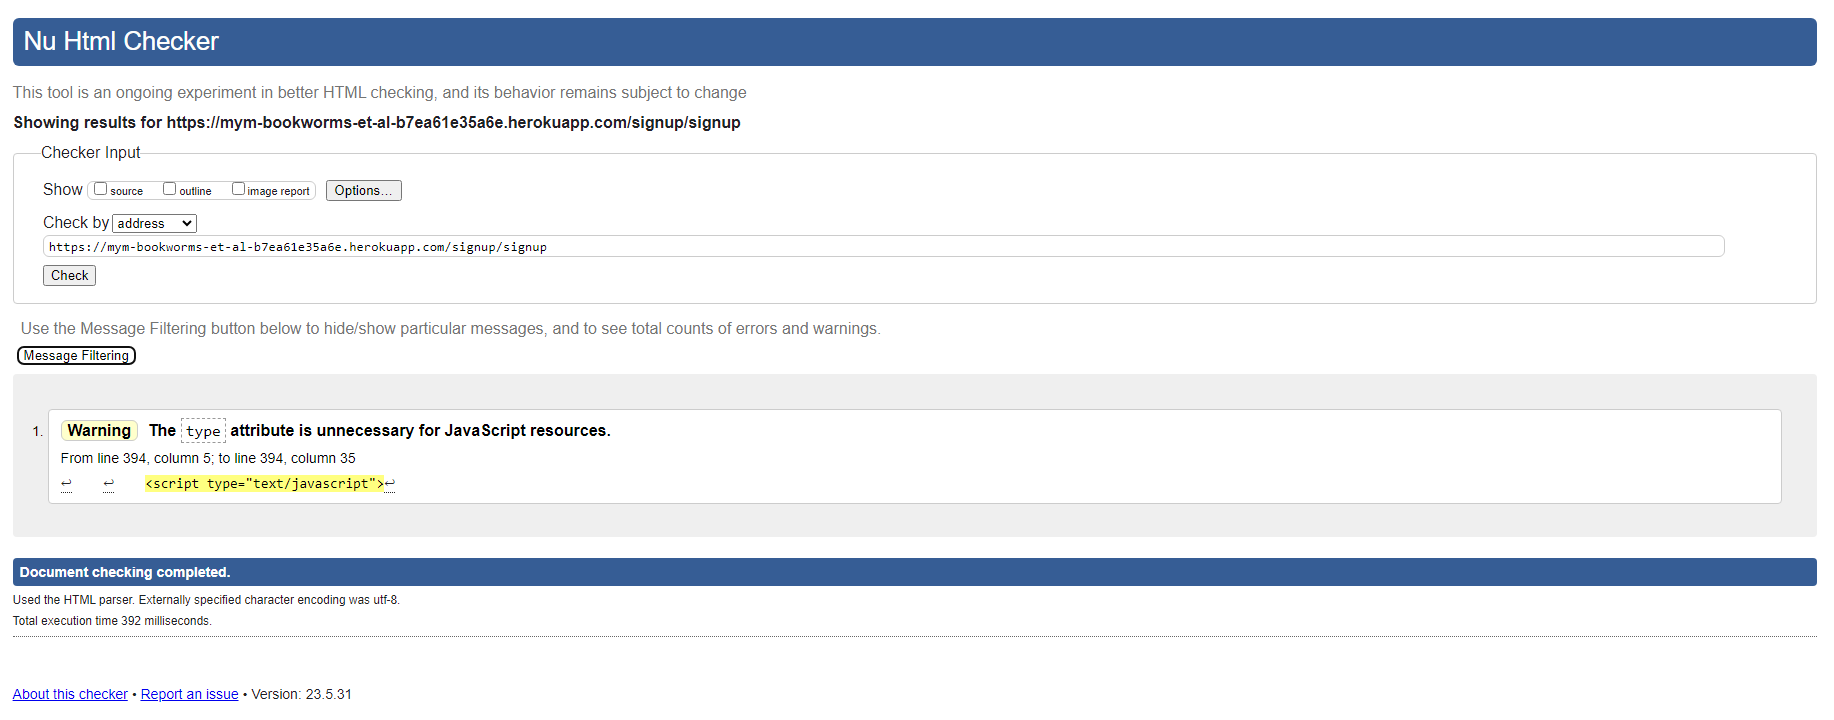 Nu Html Checker
This tool is an ongoing experiment in better HTML checking, and its behavior remains subject to change
Showing results for https://mym-bookworms-et-al-b7ea61e35a6e.herokuapp.com/signup/signup
Checker Input
Show source outline image report Options...
Check by address
https://mym-bookworms-et-al-b7ea61e35a6e.herokuapp.com/signup/signup
Check
Use the Message Filtering button below to hide/show particular messages, and to see total counts of errors and warnings.
Message Filtering
1. Warning The type attribute is unnecessary for JavaScript resources.
From line 394, column 5; to line 394, column 35
↩ ↩ <script type="text/javascript">↩
Document checking completed.
Used the HTML parser. Externally specified character encoding was utf-8.
Total execution time 392 milliseconds.
About this checker • Report an issue • Version: 23.5.31